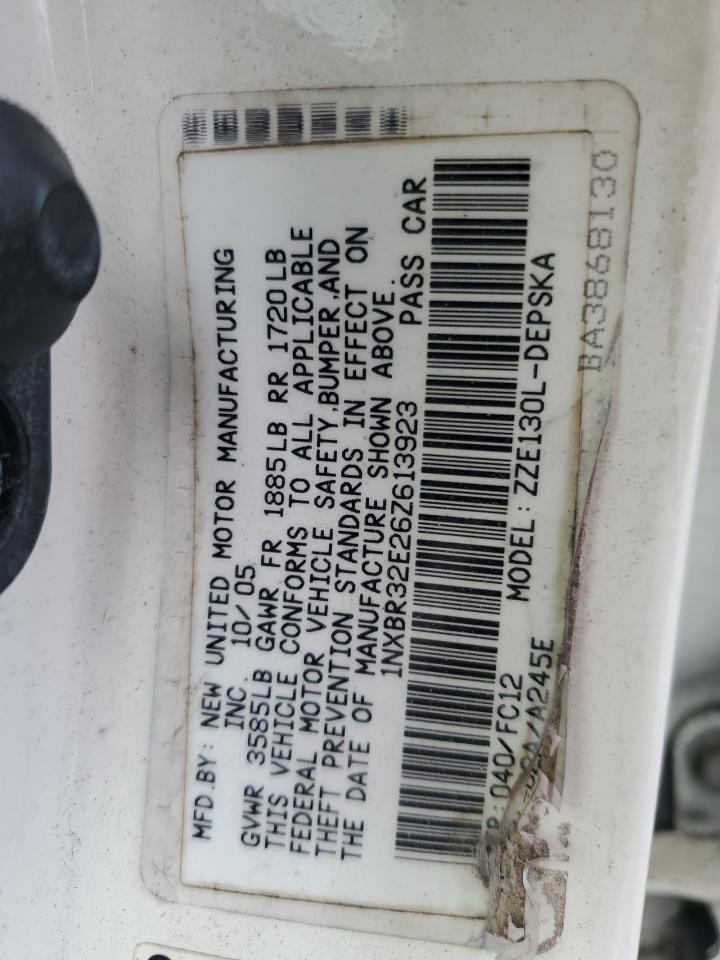 MFD.BY: NEW UNITED MOTOR MANUFACTURING
INC. 10/05
GVWR 3585LB GAWR FR 1885LB RR 1720LB
THIS VEHICLE CONFORMS TO ALL APPLICABLE
FEDERAL MOTOR VEHICLE SAFETY,BUMPER,AND
THEFT PREVENTION STANDARDS IN EFFECT ON
THE DATE OF MANUFACTURE SHOWN ABOVE.
1NXBR32E26Z613923 PASS CAR
:040/FC12 MODEL:ZZE130L-DEPSKA
/A245E
BA3868130